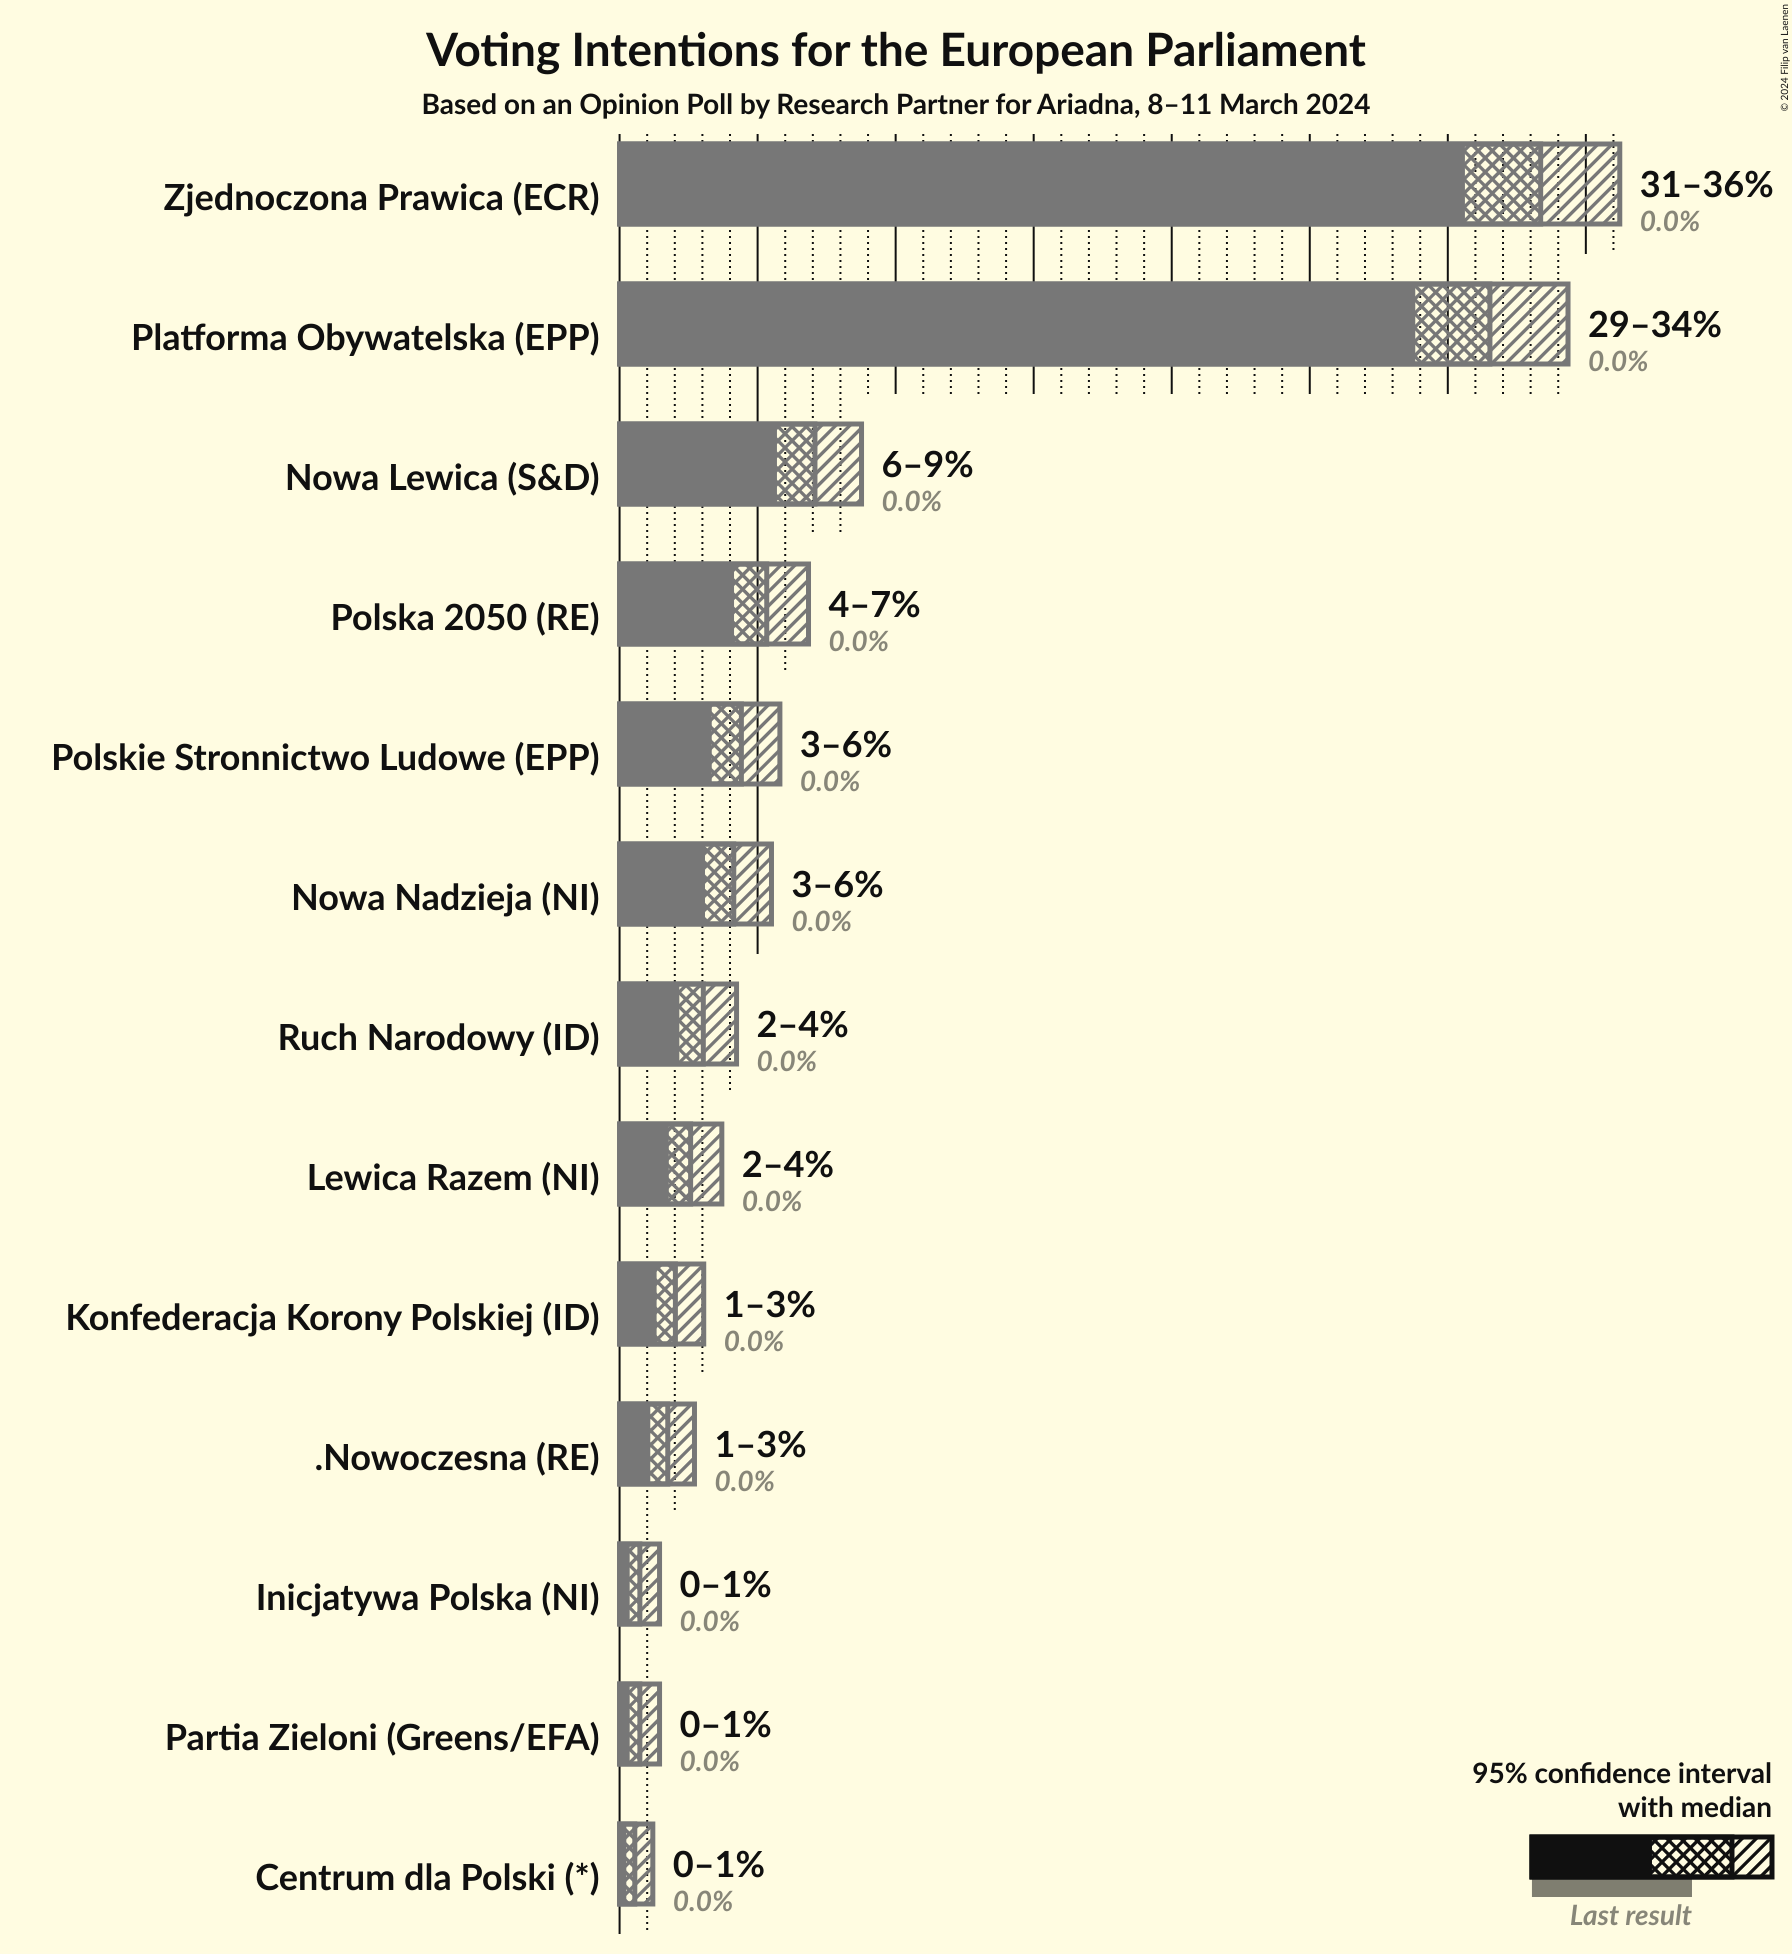 Voting Intentions for the European Parliament
Based on an Opinion Poll by Research Partner for Ariadna, 8–11 March 2024
© 2024 Filip van Laenen
Zjednoczona Prawica (ECR)
31–36%
0.0%
Platforma Obywatelska (EPP)
29–34%
0.0%
Nowa Lewica (S&D)
6–9%
0.0%
Polska 2050 (RE)
4–7%
0.0%
Polskie Stronnictwo Ludowe (EPP)
3–6%
0.0%
Nowa Nadzieja (NI)
3–6%
0.0%
Ruch Narodowy (ID)
2–4%
0.0%
Lewica Razem (NI)
2–4%
0.0%
Konfederacja Korony Polskiej (ID)
1–3%
0.0%
.Nowoczesna (RE)
1–3%
0.0%
Inicjatywa Polska (NI)
0–1%
0.0%
Partia Zieloni (Greens/EFA)
0–1%
0.0%
Centrum dla Polski (*)
0–1%
0.0%
95% confidence interval
with median
Last result